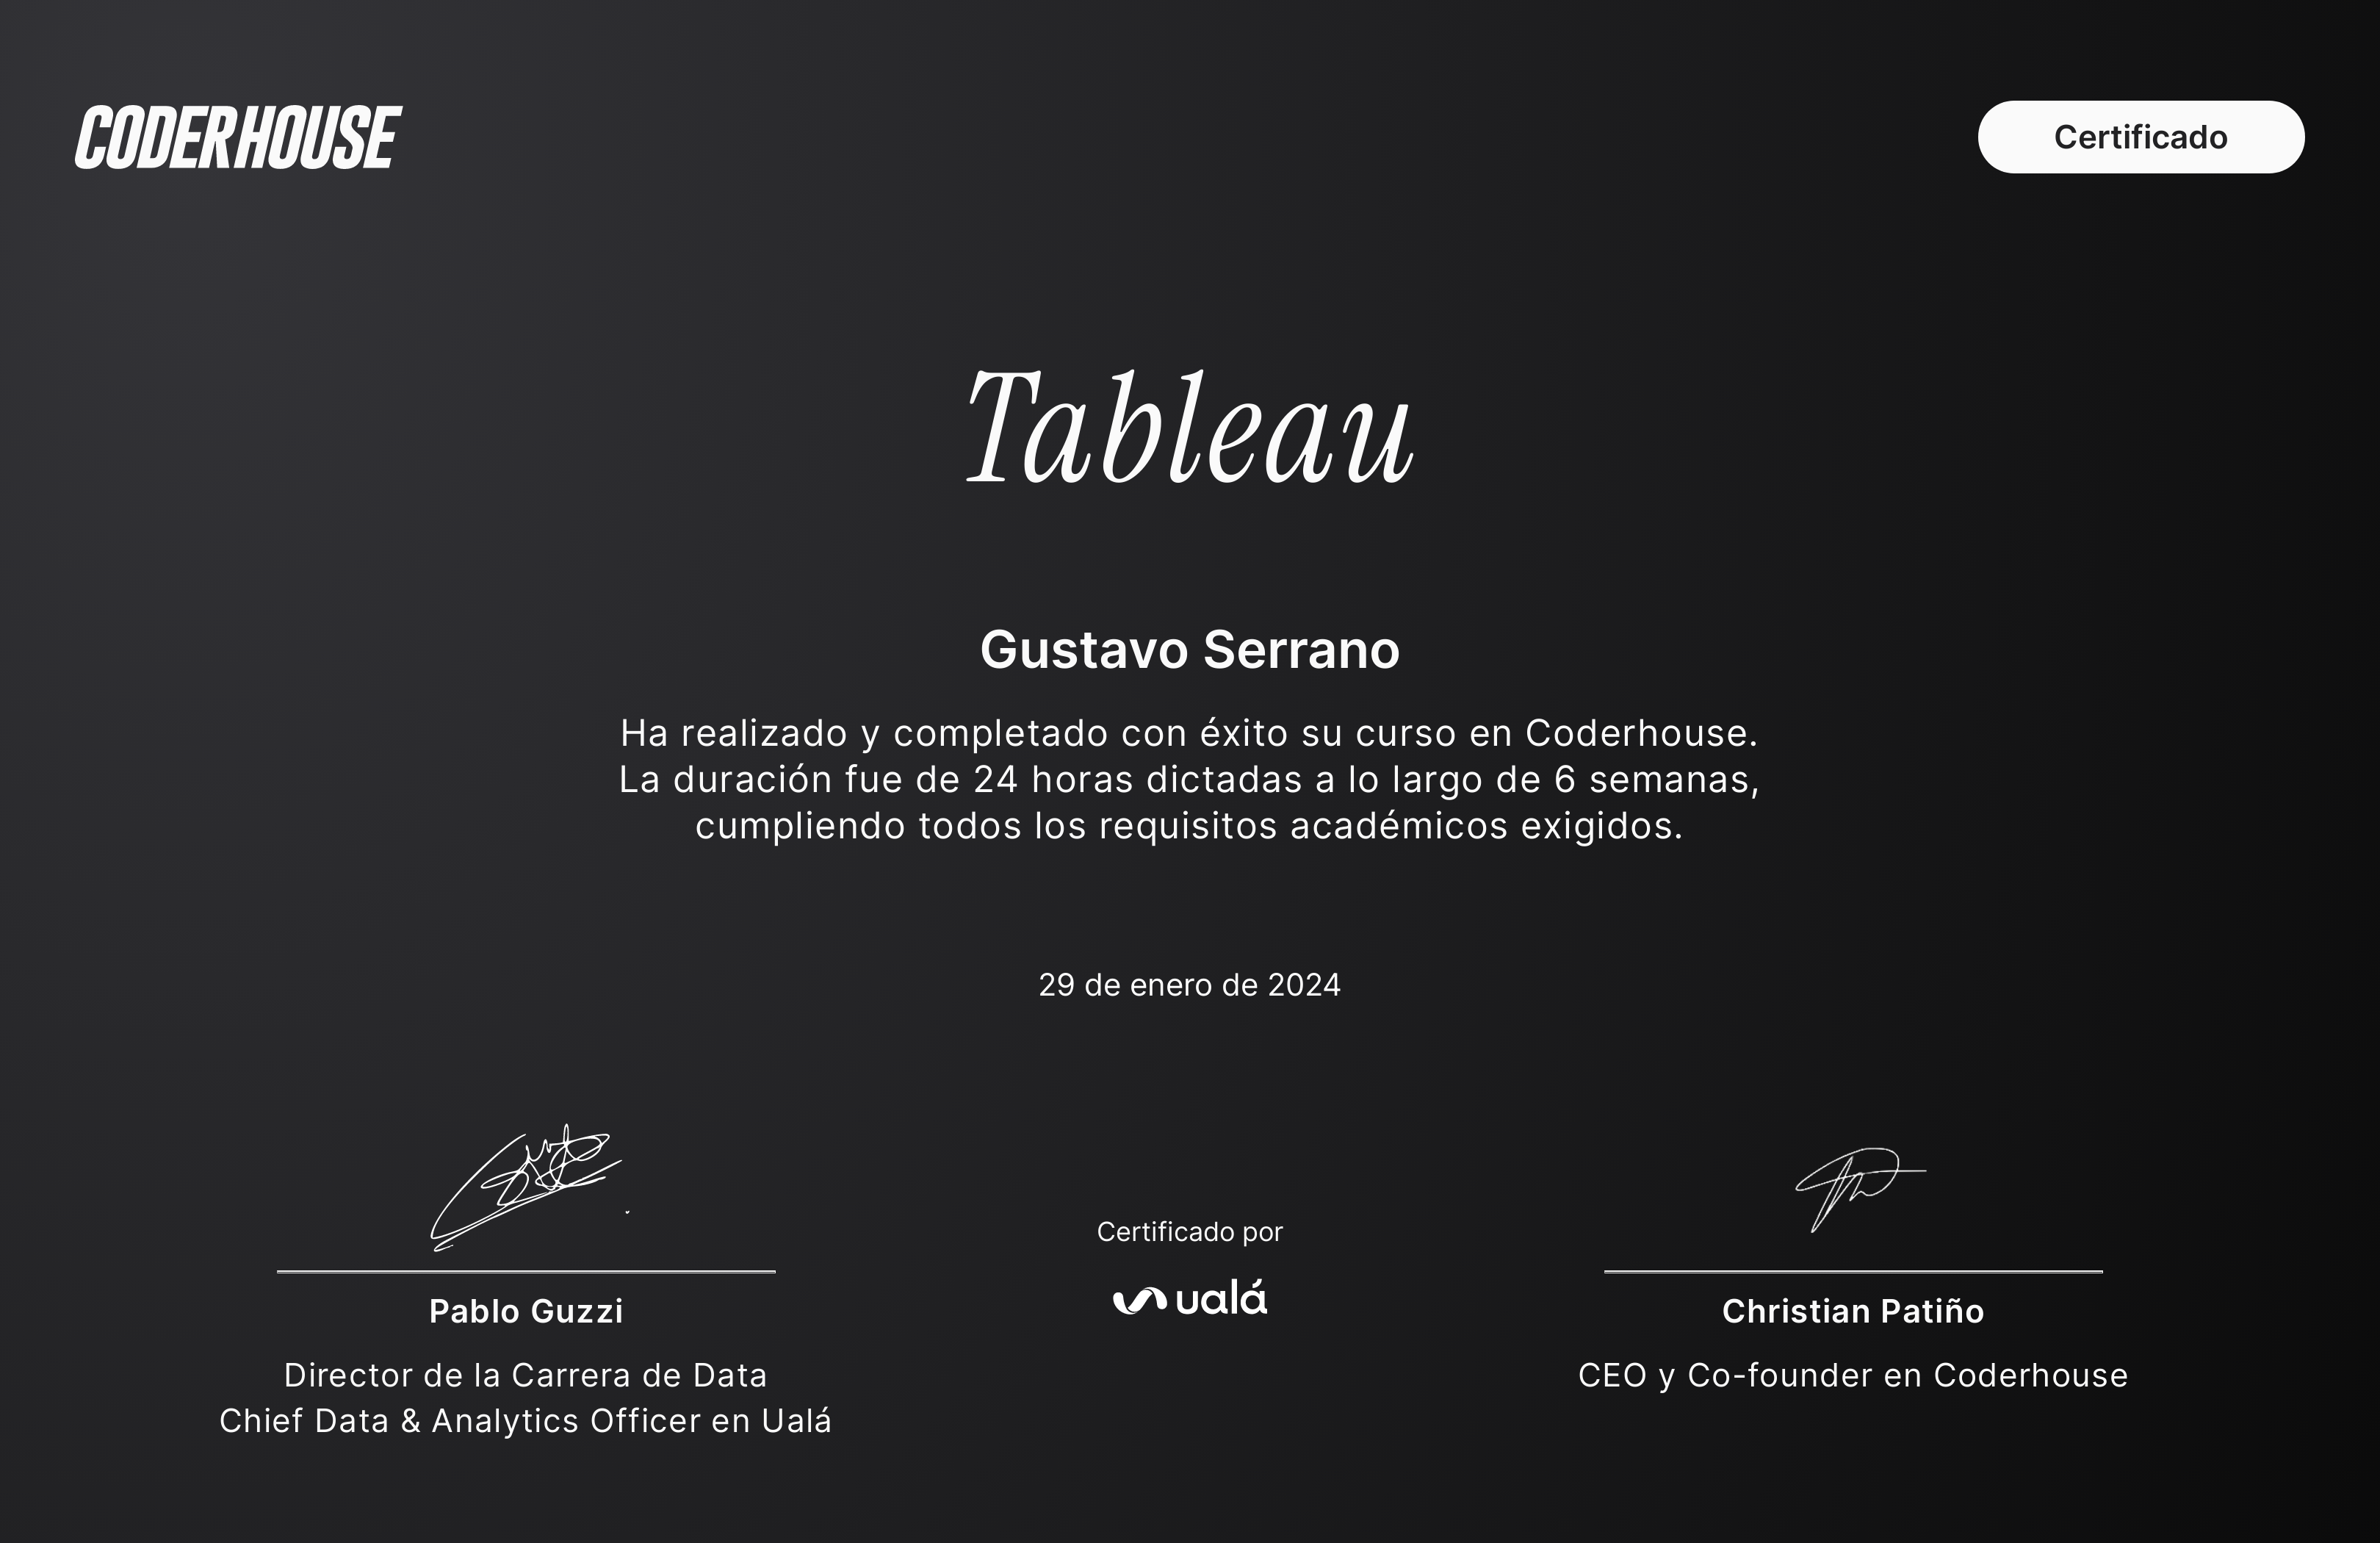 CODERHOUSE
Certificado
Tableau
Gustavo Serrano
Ha realizado y completado con éxito su curso en Coderhouse.
La duración fue de 24 horas dictadas a lo largo de 6 semanas,
cumpliendo todos los requisitos académicos exigidos.
29 de enero de 2024
Certificado por
ualá
Pablo Guzzi
Director de la Carrera de Data
Chief Data & Analytics Officer en Ualá
Christian Patiño
CEO y Co-founder en Coderhouse